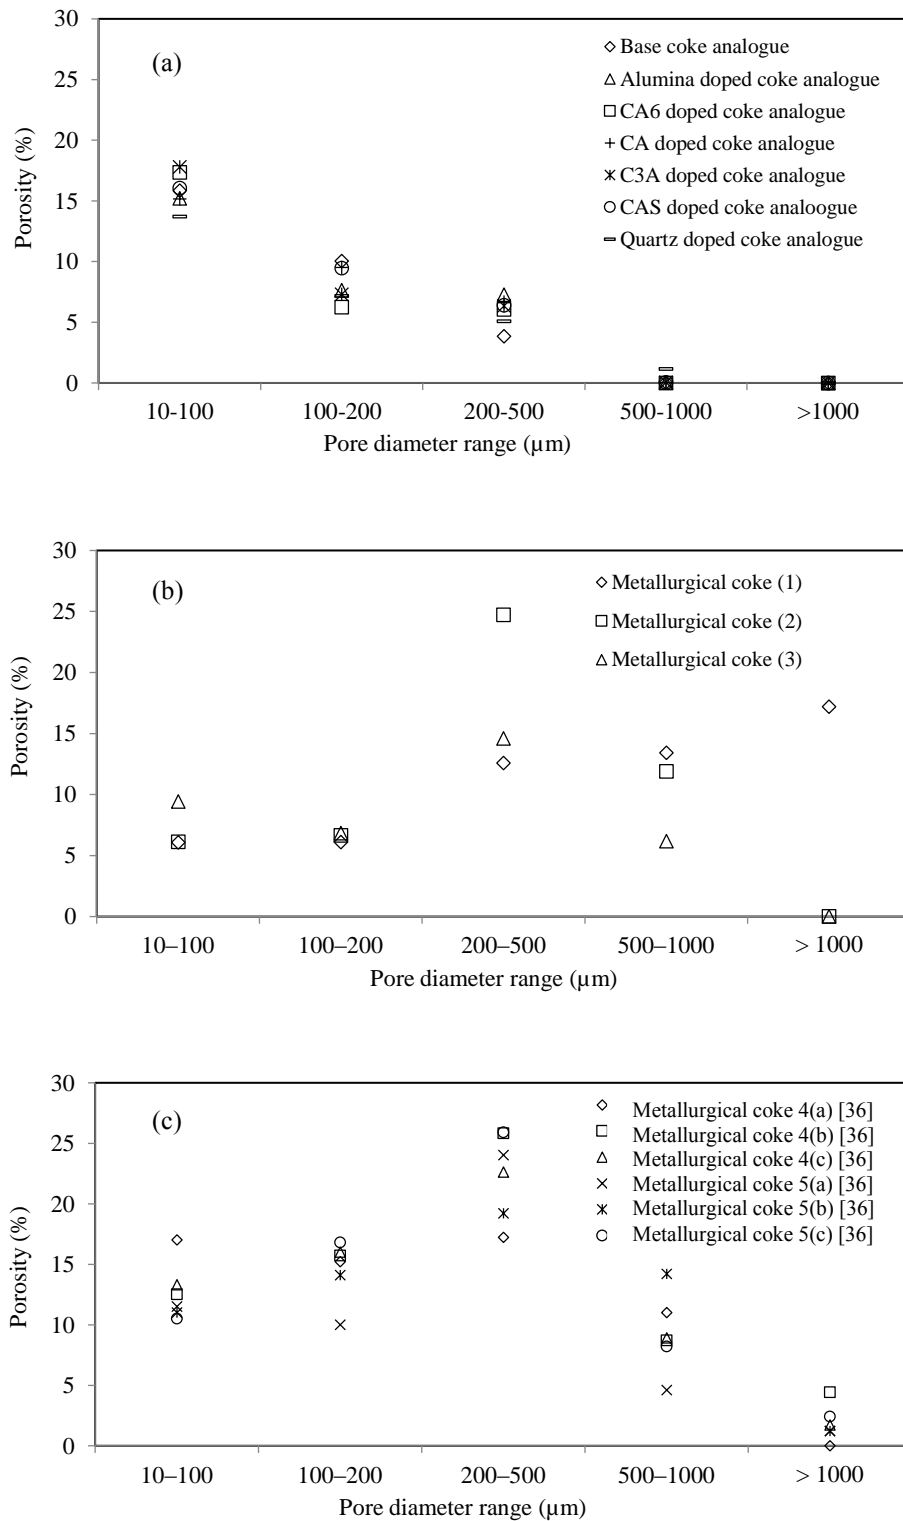 30
(a)
Base coke analogue
Alumina doped coke analogue
25
CA6 doped coke analogue
20
CA doped coke analogue
C3A doped coke analogue
15
CAS doped coke analoogue
Quartz doped coke analogue
10
5
0
Porosity (%)
10-100 100-200 200-500 500-1000 >1000
Pore diameter range (µm)
30
(b)
Metallurgical coke (1)
25
Metallurgical coke (2)
20
Metallurgical coke (3)
15
10
5
0
Porosity (%)
10–100 100–200 200–500 500–1000 > 1000
Pore diameter range (µm)
30
(c)
Metallurgical coke 4(a) [36]
Metallurgical coke 4(b) [36]
25
Metallurgical coke 4(c) [36]
Metallurgical coke 5(a) [36]
20
Metallurgical coke 5(b) [36]
Metallurgical coke 5(c) [36]
15
10
5
0
Porosity (%)
10–100 100–200 200–500 500–1000 > 1000
Pore diameter range (µm)